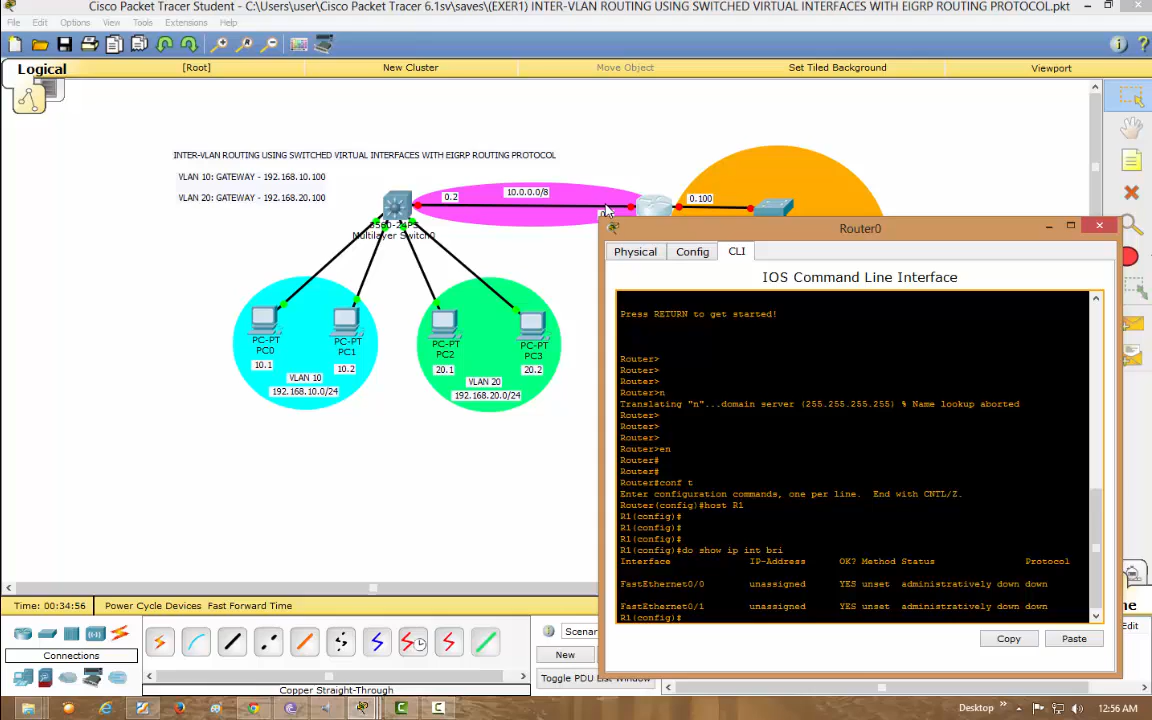 Cisco Packet Tracer Student - C:\Users\user\Cisco Packet Tracer 6.1sv\saves\(EXER1) INTER-VLAN ROUTING USING SWITCHED VIRTUAL INTERFACES WITH EIGRP ROUTING PROTOCOL.pkt
File Edit Options View Tools Extensions Help
Logical [Root] New Cluster Move Object Set Tiled Background Viewport
INTER-VLAN ROUTING USING SWITCHED VIRTUAL INTERFACES WITH EIGRP ROUTING PROTOCOL
VLAN 10: GATEWAY - 192.168.10.100
VLAN 20: GATEWAY - 192.168.20.100
0.2
10.0.0.0/8
0.100
3560-24PS
Multilayer Switch0
PC-PT
PC0
10.1
PC-PT
PC1
10.2
VLAN 10
192.168.10.0/24
PC-PT
PC2
20.1
PC-PT
PC3
20.2
VLAN 20
192.168.20.0/24
Router0
Physical Config CLI
IOS Command Line Interface
Press RETURN to get started!
Router>
Router>
Router>
Router>n
Translating "n"...domain server (255.255.255.255) % Name lookup aborted
Router>
Router>
Router>
Router>en
Router#
Router#
Router#conf t
Enter configuration commands, one per line. End with CNTL/Z.
Router(config)#host R1
R1(config)#
R1(config)#
R1(config)#
R1(config)#do show ip int bri
Interface IP-Address OK? Method Status Protocol
FastEthernet0/0 unassigned YES unset administratively down down
FastEthernet0/1 unassigned YES unset administratively down down
R1(config)#
Copy Paste
Time: 00:34:56 Power Cycle Devices Fast Forward Time
Connections
Copper Straight-Through
New
Toggle PDU List Window
Desktop
12:56 AM